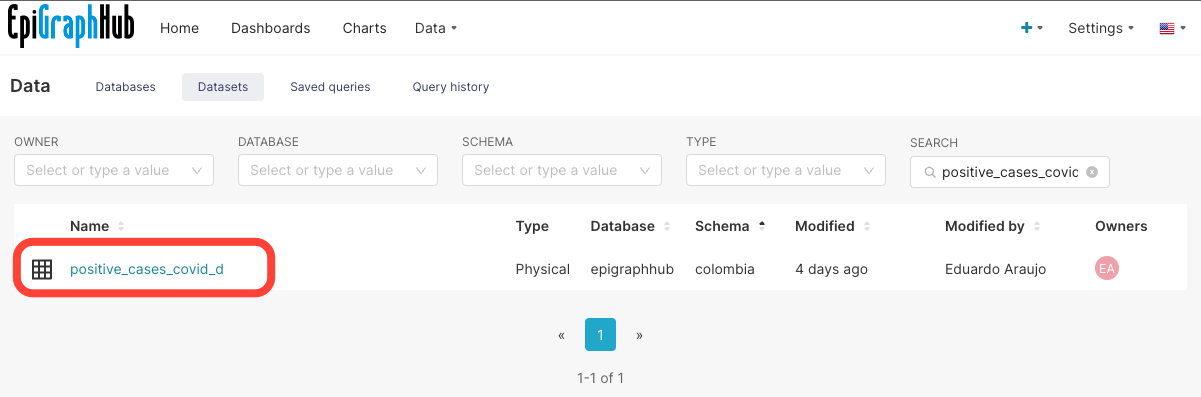 EpiGraphHub Home Dashboards Charts Data Settings
Data Databases Datasets Saved queries Query history
OWNER DATABASE SCHEMA TYPE SEARCH
Select or type a value Select or type a value Select or type a value Select or type a value positive_cases_covid
Name Type Database Schema Modified Modified by Owners
positive_cases_covid_d Physical epigraphhub colombia 4 days ago Eduardo Araujo EA
« 1 »
1-1 of 1